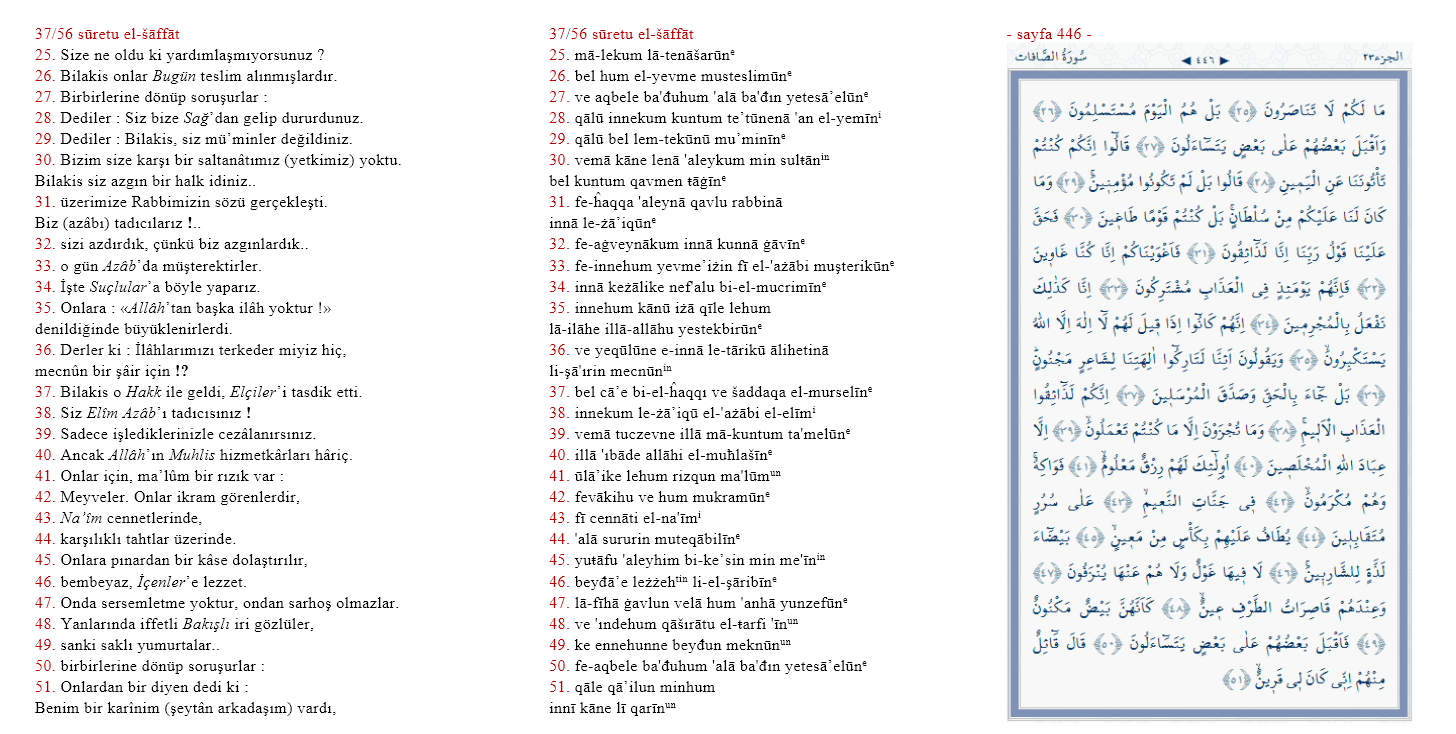 37/56 sūretu el-šāffāt
25. Size ne oldu ki yardımlaşmıyorsunuz ?
26. Bilakis onlar Bugün teslim alınmışlardır.
27. Birbirlerine dönüp soruşurlar :
28. Dediler : Siz bize Sağ’dan gelip dururdunuz.
29. Dediler : Bilakis, siz mü’minler değildiniz.
30. Bizim size karşı bir saltanâtımız (yetkimiz) yoktu.
Bilakis siz azgın bir halk idiniz..
31. üzerimize Rabbimizin sözü gerçekleşti.
Biz (azâbı) tadıcılarız !..
32. sizi azdırdık, çünkü biz azgınlardık..
33. o gün Azâb’da müşterektirler.
34. İşte Suçlular’a böyle yaparız.
35. Onlara : «Allâh’tan başka ilâh yoktur !»
denildiğinde büyüklenirlerdi.
36. Derler ki : İlâhlarımızı terkeder miyiz hiç,
mecnûn bir şâir için !?
37. Bilakis o Hakk ile geldi, Elçiler’i tasdik etti.
38. Siz Elîm Azâb’ı tadıcısınız !
39. Sadece işlediklerinizle cezâlanırsınız.
40. Ancak Allâh’ın Muhlis hizmetkârları hâriç.
41. Onlar için, ma’lûm bir rızık var :
42. Meyveler. Onlar ikram görenlerdir,
43. Na’îm cennetlerinde,
44. karşılıklı tahtlar üzerinde.
45. Onlara pınardan bir kâse dolaştırılır,
46. bembeyaz, İçenler’e lezzet.
47. Onda sersemletme yoktur, ondan sarhoş olmazlar.
48. Yanlarında iffetli Bakışlı iri gözlüler,
49. sanki saklı yumurtalar..
50. birbirlerine dönüp soruşurlar :
51. Onlardan bir diyen dedi ki :
Benim bir karînim (şeytân arkadaşım) vardı,
37/56 sūretu el-šāffāt
25. mā-lekum lā-tenāšarūnᵉ
26. bel hum el-yevme musteslimūnᵉ
27. ve aqbele ba'đuhum 'alā ba'đın yetesā’elūnᵉ
28. qālū innekum kuntum te’tūnenā 'an el-yemīnⁱ
29. qālū bel lem-tekūnū mu’minīnᵉ
30. vemā kāne lenā 'aleykum min sulŧānⁱⁿ
bel kuntum qavmen ŧāġīnᵉ
31. fe-ĥaqqa 'aleynā qavlu rabbinā
innā le-żā’iqūnᵉ
32. fe-aġveynākum innā kunnā ġāvīnᵉ
33. fe-innehum yevme’iżin fī el-'ażābi muşterikūnᵉ
34. innā keżālike nef'alu bi-el-mucrimīnᵉ
35. innehum kānū iżā qīle lehum
lā-ilāhe illā-allāhu yestekbirūnᵉ
36. ve yeqūlūne e-innā le-tārikū ālihetinā
li-şā'ırin mecnūnⁱⁿ
37. bel cā’e bi-el-ĥaqqı ve šaddaqa el-murselīnᵉ
38. innekum le-żā’iqū el-'ażābi el-elīmⁱ
39. vemā tuczevne illā mā-kuntum ta'melūnᵉ
40. illā 'ıbāde allāhi el-muħlašīnᵉ
41. ūlā’ike lehum rizqun ma'lūmᵘⁿ
42. fevākihu ve hum mukramūnᵉ
43. fī cennāti el-na'īmⁱ
44. 'alā sururin muteqābilīnᵉ
45. yuŧāfu 'aleyhim bi-ke’sin min me'īnⁱⁿ
46. beyđā’e leżżehᵗⁱⁿ li-el-şāribīnᵉ
47. lā-fīhā ġavlun velā hum 'anhā yunzefūnᵉ
48. ve 'ındehum qāširātu el-ŧarfi 'īnᵘⁿ
49. ke ennehunne beyđun meknūnᵘⁿ
50. fe-aqbele ba'đuhum 'alā ba'đın yetesā’elūnᵉ
51. qāle qā’ilun minhum
innī kāne lī qarīnᵘⁿ
- sayfa 446 -
الجزء ٢٣ ◀ ٤٤٦ ▶ سُورَةُ الصَّافَاتِ
مَا لَكُمْ لَا تَنَاصَرُونَ ﴿٢٥﴾ بَلْ هُمُ الْيَوْمَ مُسْتَسْلِمُونَ ﴿٢٦﴾
وَاَقْبَلَ بَعْضُهُمْ عَلٰى بَعْضٍ يَتَسَٓاءَلُونَ ﴿٢٧﴾ قَالُٓوا اِنَّكُمْ كُنْتُمْ
تَأْتُونَنَا عَنِ الْيَم۪ينِ ﴿٢٨﴾ قَالُوا بَلْ لَمْ تَكُونُوا مُؤْمِن۪ينَۚ ﴿٢٩﴾ وَمَا
كَانَ لَنَا عَلَيْكُمْ مِنْ سُلْطَانٍۚ بَلْ كُنْتُمْ قَوْمًا طَاغ۪ينَ ﴿٣٠﴾ فَحَقَّ
عَلَيْنَا قَوْلُ رَبِّنَا اِنَّا لَذَٓائِقُونَ ﴿٣١﴾ فَاَغْوَيْنَاكُمْ اِنَّا كُنَّا غَاو۪ينَ
﴿٣٢﴾ فَاِنَّهُمْ يَوْمَئِذٍ فِى الْعَذَابِ مُشْتَرِكُونَ ﴿٣٣﴾ اِنَّا كَذٰلِكَ
نَفْعَلُ بِالْمُجْرِم۪ينَ ﴿٣٤﴾ اِنَّهُمْ كَانُٓوا اِذَا ق۪يلَ لَهُمْ لَٓا اِلٰهَ اِلَّا اللّٰهُ
يَسْتَكْبِرُونَۙ ﴿٣٥﴾ وَيَقُولُونَ اَئِنَّا لَتَارِكُٓوا اٰلِهَتِنَا لِشَاعِرٍ مَجْنُونٍۜ
﴿٣٦﴾ بَلْ جَٓاءَ بِالْحَقِّ وَصَدَّقَ الْمُرْسَل۪ينَ ﴿٣٧﴾ اِنَّكُمْ لَذَٓائِقُوا
الْعَذَابِ الْاَل۪يمِۚ ﴿٣٨﴾ وَمَا تُجْزَوْنَ اِلَّا مَا كُنْتُمْ تَعْمَلُونَۙ ﴿٣٩﴾ اِلَّا
عِبَادَ اللّٰهِ الْمُخْلَص۪ينَ ﴿٤٠﴾ اُو۬لٰٓئِكَ لَهُمْ رِزْقٌ مَعْلُومٌۙ ﴿٤١﴾ فَوَاكِهُۚ
وَهُمْ مُكْرَمُونَۙ ﴿٤٢﴾ ف۪ى جَنَّاتِ النَّع۪يمِۙ ﴿٤٣﴾ عَلٰى سُرُرٍ
مُتَقَابِل۪ينَ ﴿٤٤﴾ يُطَافُ عَلَيْهِمْ بِكَأْسٍ مِنْ مَع۪ينٍۙ ﴿٤٥﴾ بَيْضَٓاءَ
لَذَّةٍ لِلشَّارِب۪ينَۚ ﴿٤٦﴾ لَا ف۪يهَا غَوْلٌ وَلَا هُمْ عَنْهَا يُنْزَفُونَ ﴿٤٧﴾
وَعِنْدَهُمْ قَاصِرَاتُ الطَّرْفِ ع۪ينٌۙ ﴿٤٨﴾ كَاَنَّهُنَّ بَيْضٌ مَكْنُونٌ
﴿٤٩﴾ فَاَقْبَلَ بَعْضُهُمْ عَلٰى بَعْضٍ يَتَسَٓاءَلُونَ ﴿٥٠﴾ قَالَ قَٓائِلٌ
مِنْهُمْ اِنّ۪ى كَانَ ل۪ى قَر۪ينٌۙ ﴿٥١﴾